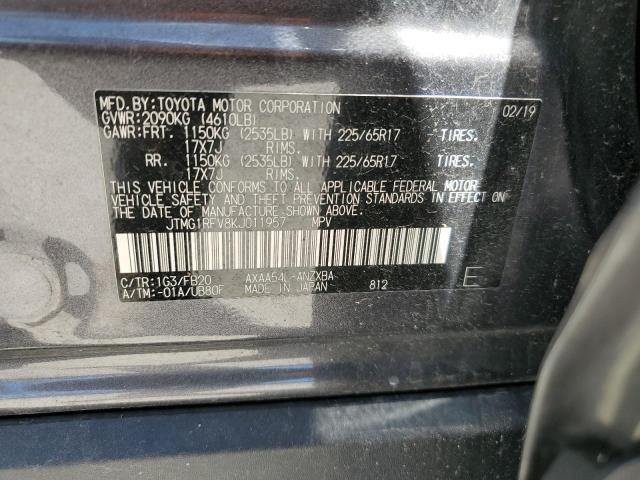 MFD.BY:TOYOTA MOTOR CORPORATION 02/19
GVWR:2090KG (4610LB)
GAWR:FRT. 1150KG (2535LB) WITH 225/65R17 TIRES.
17X7J RIMS.
RR. 1150KG (2535LB) WITH 225/65R17 TIRES.
17X7J RIMS.
THIS VEHICLE CONFORMS TO ALL APPLICABLE FEDERAL MOTOR
VEHICLE SAFETY AND THEFT PREVENTION STANDARDS IN EFFECT ON
THE DATE OF MANUFACTURE SHOWN ABOVE.
JTMG1RFV8KJ011957 MPV
C/TR:1G3/FB20 AXAA54L-ANZXBA E
A/TM:-01A/UB80F MADE IN JAPAN 812